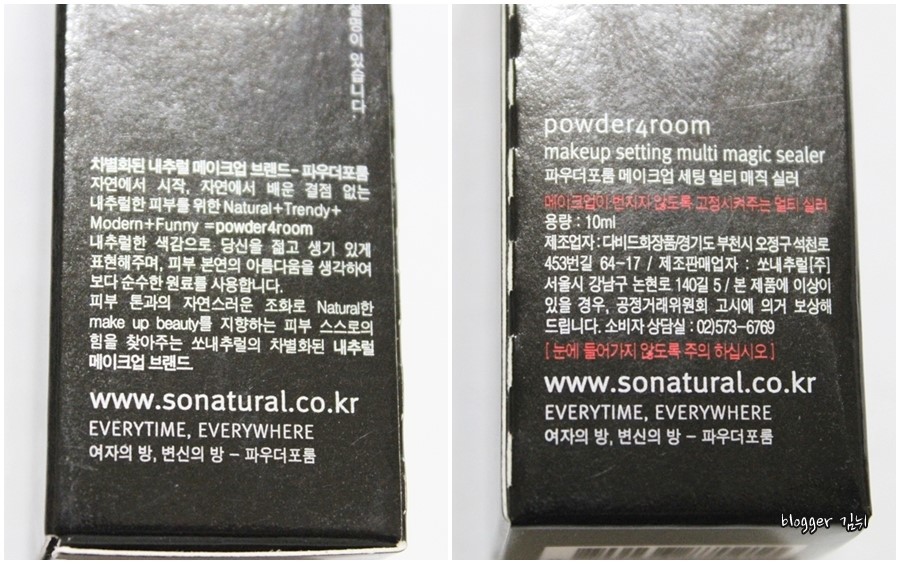 있습니다.
차별화된 내추럴 메이크업 브랜드- 파우더포룸
자연에서 시작, 자연에서 배운 결점 없는
내추럴한 피부를 위한 Natural+Trendy+
Modern+Funny =powder4room
내추럴한 색감으로 당신을 젊고 생기 있게
표현해주며, 피부 본연의 아름다움을 생각하여
보다 순수한 원료를 사용합니다.
피부 톤과의 자연스러운 조화로 Natural한
make up beauty를 지향하는 피부 스스로의
힘을 찾아주는 쏘내추럴의 차별화된 내추럴
메이크업 브랜드
www.sonatural.co.kr
EVERYTIME, EVERYWHERE
여자의 방, 변신의 방 – 파우더포룸
powder4room
makeup setting multi magic sealer
파우더포룸 메이크업 세팅 멀티 매직 실러
메이크업이 번지지 않도록 고정시켜주는 멀티 실러
용량 : 10ml
제조업자 : 디비드화장품/경기도 부천시 오정구 석천로
453번길 64-17 / 제조판매업자 : 쏘내추럴[주]
서울시 강남구 논현로 140길 5 / 본 제품에 이상이
있을 경우, 공정거래위원회 고시에 의거 보상해
드립니다. 소비자 상담실 : 02)573-6769
[ 눈에 들어가지 않도록 주의 하십시오 ]
www.sonatural.co.kr
EVERYTIME, EVERYWHERE
여자의 방, 변신의 방 – 파우더포룸
blogger 김뉘